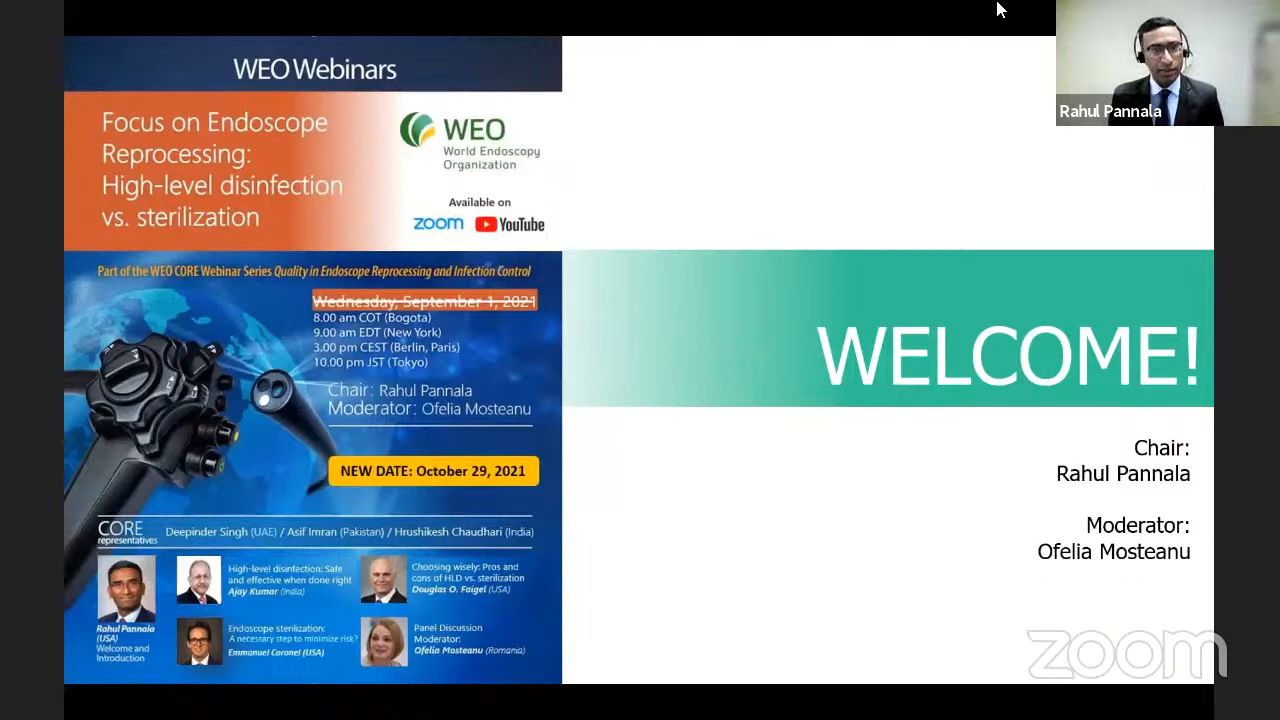 WEO Webinars
Focus on Endoscope
Reprocessing:
High-level disinfection
vs. sterilization
WEO
World Endoscopy
Organization
Available on
zoom YouTube
Part of the WEO CORE Webinar Series Quality in Endoscope Reprocessing and Infection Control
Wednesday, September 1, 2021
8.00 am COT (Bogota)
9.00 am EDT (New York)
3.00 pm CEST (Berlin, Paris)
10.00 pm JST (Tokyo)
Chair: Rahul Pannala
Moderator: Ofelia Mosteanu
NEW DATE: October 29, 2021
CORE
representatives
Deepinder Singh (UAE) / Asif Imran (Pakistan) / Hrushikesh Chaudhari (India)
Rahul Pannala
(USA)
Welcome and
Introduction
High-level disinfection: Safe
and effective when done right
Ajay Kumar (India)
Endoscope sterilization:
A necessary step to minimize risk?
Emmanuel Coronel (USA)
Choosing wisely: Pros and
cons of HLD vs. sterilization
Douglas O. Faigel (USA)
Panel Discussion
Moderator:
Ofelia Mosteanu (Romania)
Rahul Pannala
WELCOME!
Chair:
Rahul Pannala
Moderator:
Ofelia Mosteanu
zoom